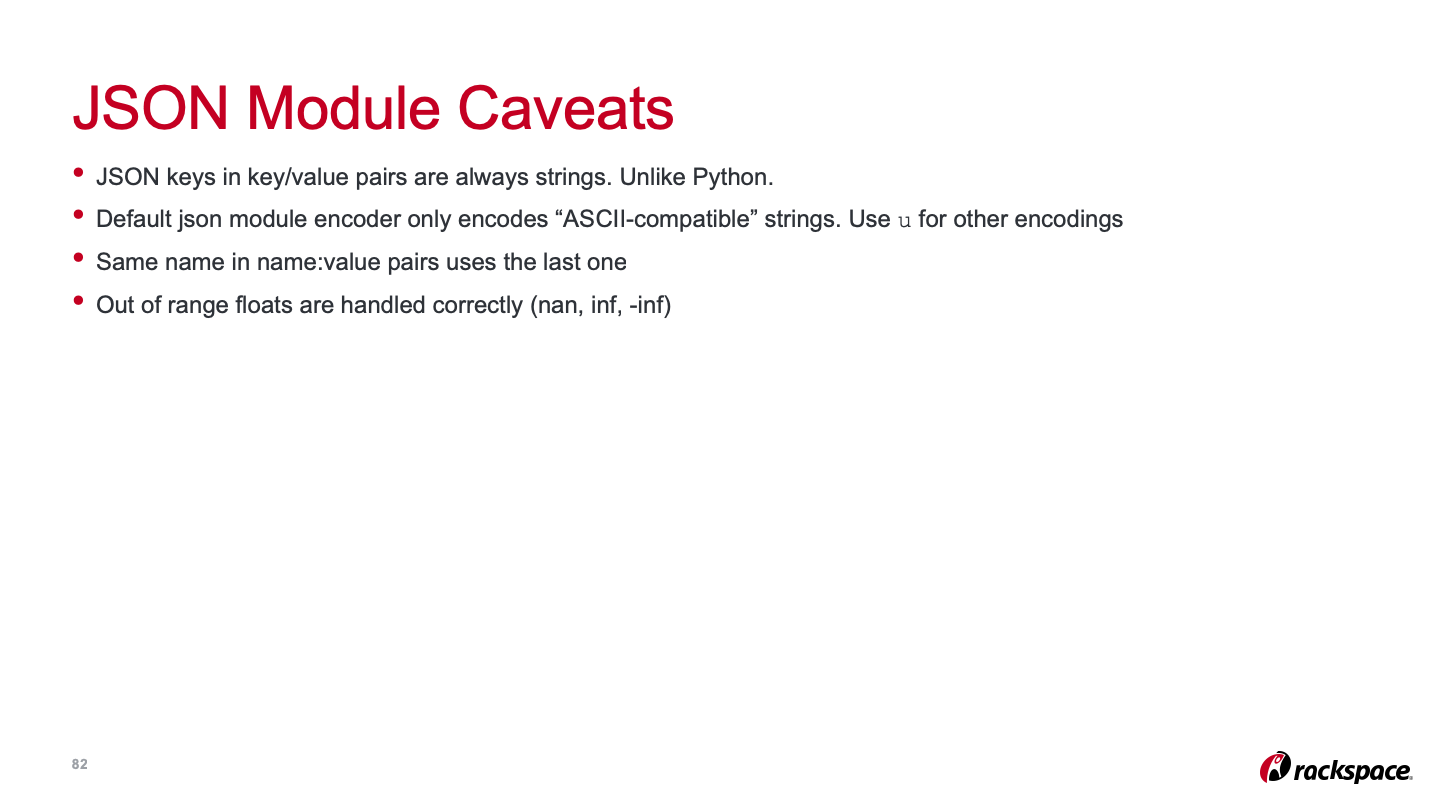 JSON Module Caveats
• JSON keys in key/value pairs are always strings. Unlike Python.
• Default json module encoder only encodes “ASCII-compatible” strings. Use u for other encodings
• Same name in name:value pairs uses the last one
• Out of range floats are handled correctly (nan, inf, -inf)
82
rackspace.